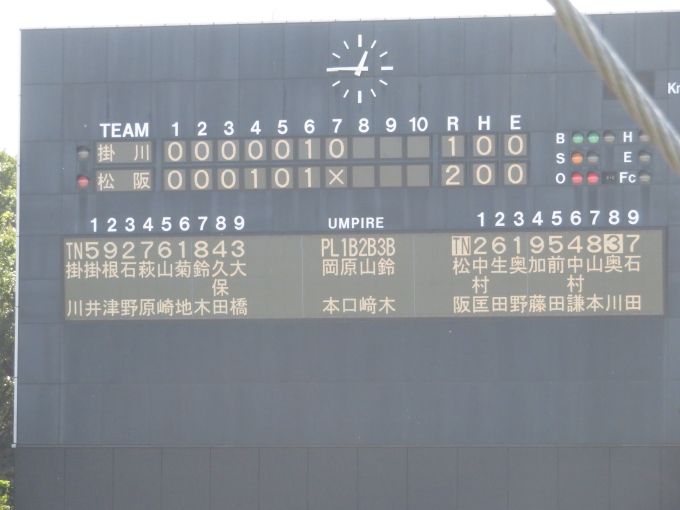 Kn
TEAM 1 2 3 4 5 6 7 8 9 10 R H E
掛川 0 0 0 0 0 1 0 1 0 0
松阪 0 0 0 1 0 1 × 2 0 0
B H
S E
O Fc
1 2 3 4 5 6 7 8 9 UMPIRE 1 2 3 4 5 6 7 8 9
TN 5 9 2 7 6 1 8 4 3 PL 1B 2B 3B TN 2 6 1 9 5 4 8 3 7
掛川 掛井 根津 石野 萩原 山崎 菊地 鈴木 久保田 大橋 岡本 原口 山﨑 鈴木 松阪 中村匡 生田 奥野 加藤 前田 中村謙 山本 奥川 石田